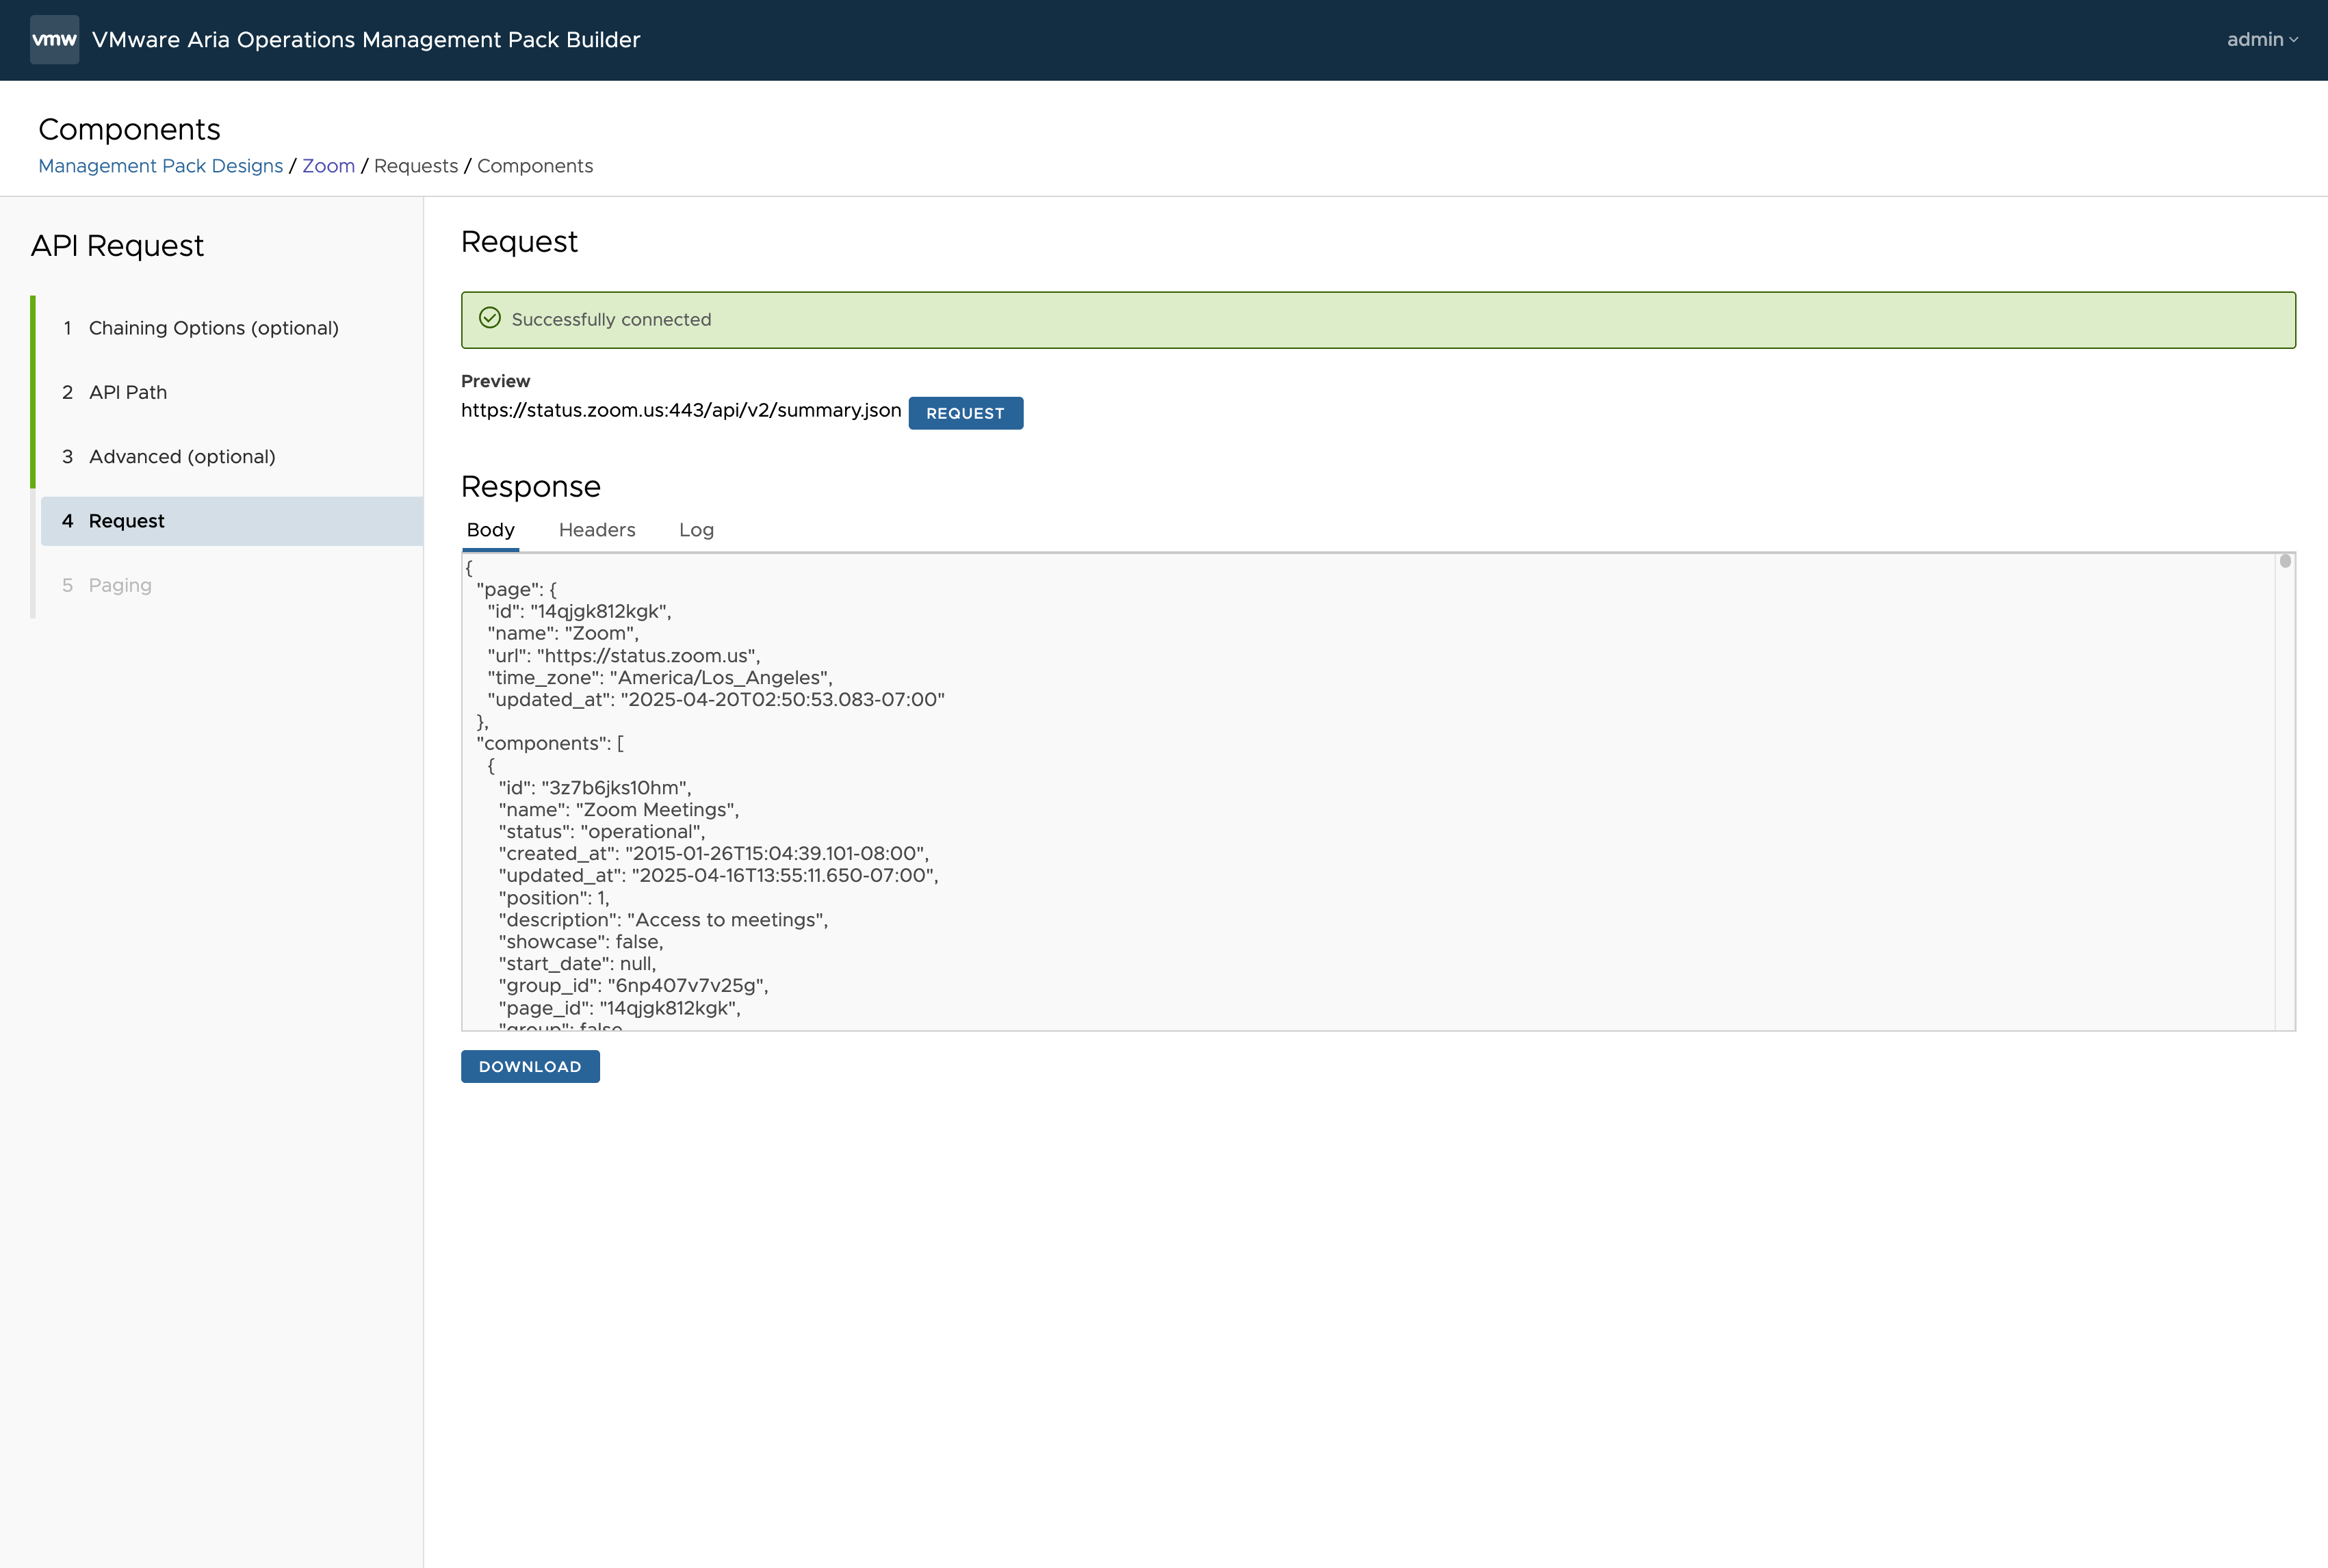 vmw VMware Aria Operations Management Pack Builder
admin
Components
Management Pack Designs / Zoom / Requests / Components
API Request
1 Chaining Options (optional)
2 API Path
3 Advanced (optional)
4 Request
5 Paging
Request
Successfully connected
Preview
https://status.zoom.us:443/api/v2/summary.json REQUEST
Response
Body Headers Log
{
"page": {
"id": "14qjgk812kgk",
"name": "Zoom",
"url": "https://status.zoom.us",
"time_zone": "America/Los_Angeles",
"updated_at": "2025-04-20T02:50:53.083-07:00"
},
"components": [
{
"id": "3z7b6jks10hm",
"name": "Zoom Meetings",
"status": "operational",
"created_at": "2015-01-26T15:04:39.101-08:00",
"updated_at": "2025-04-16T13:55:11.650-07:00",
"position": 1,
"description": "Access to meetings",
"showcase": false,
"start_date": null,
"group_id": "6np407v7v25g",
"page_id": "14qjgk812kgk",
"group": false
DOWNLOAD